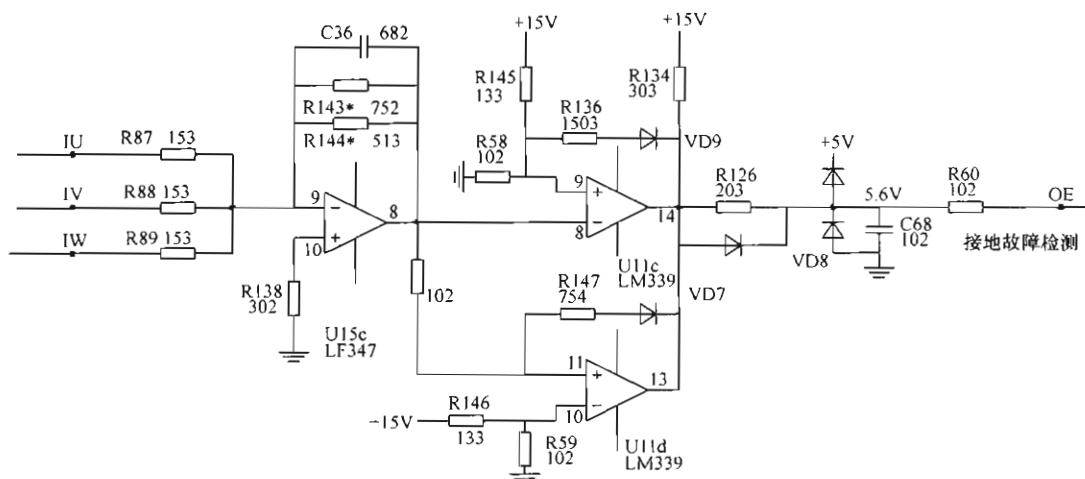 C36 682
+15V
+15V
R145
133
R134
303
R143* 752
R144* 513
R136
1503
VD9
IU R87 153
R58
102
+5V
IV R88 153
9
8
10
9
8
14
R126
203
5.6V
R60
102
OE
IW R89 153
C68
102
接地故障检测
VD8
U11c
LM339
R138
302
102
R147
754
VD7
U15c
LF347
11
13
10
−15V
R146
133
R59
102
U11d
LM339